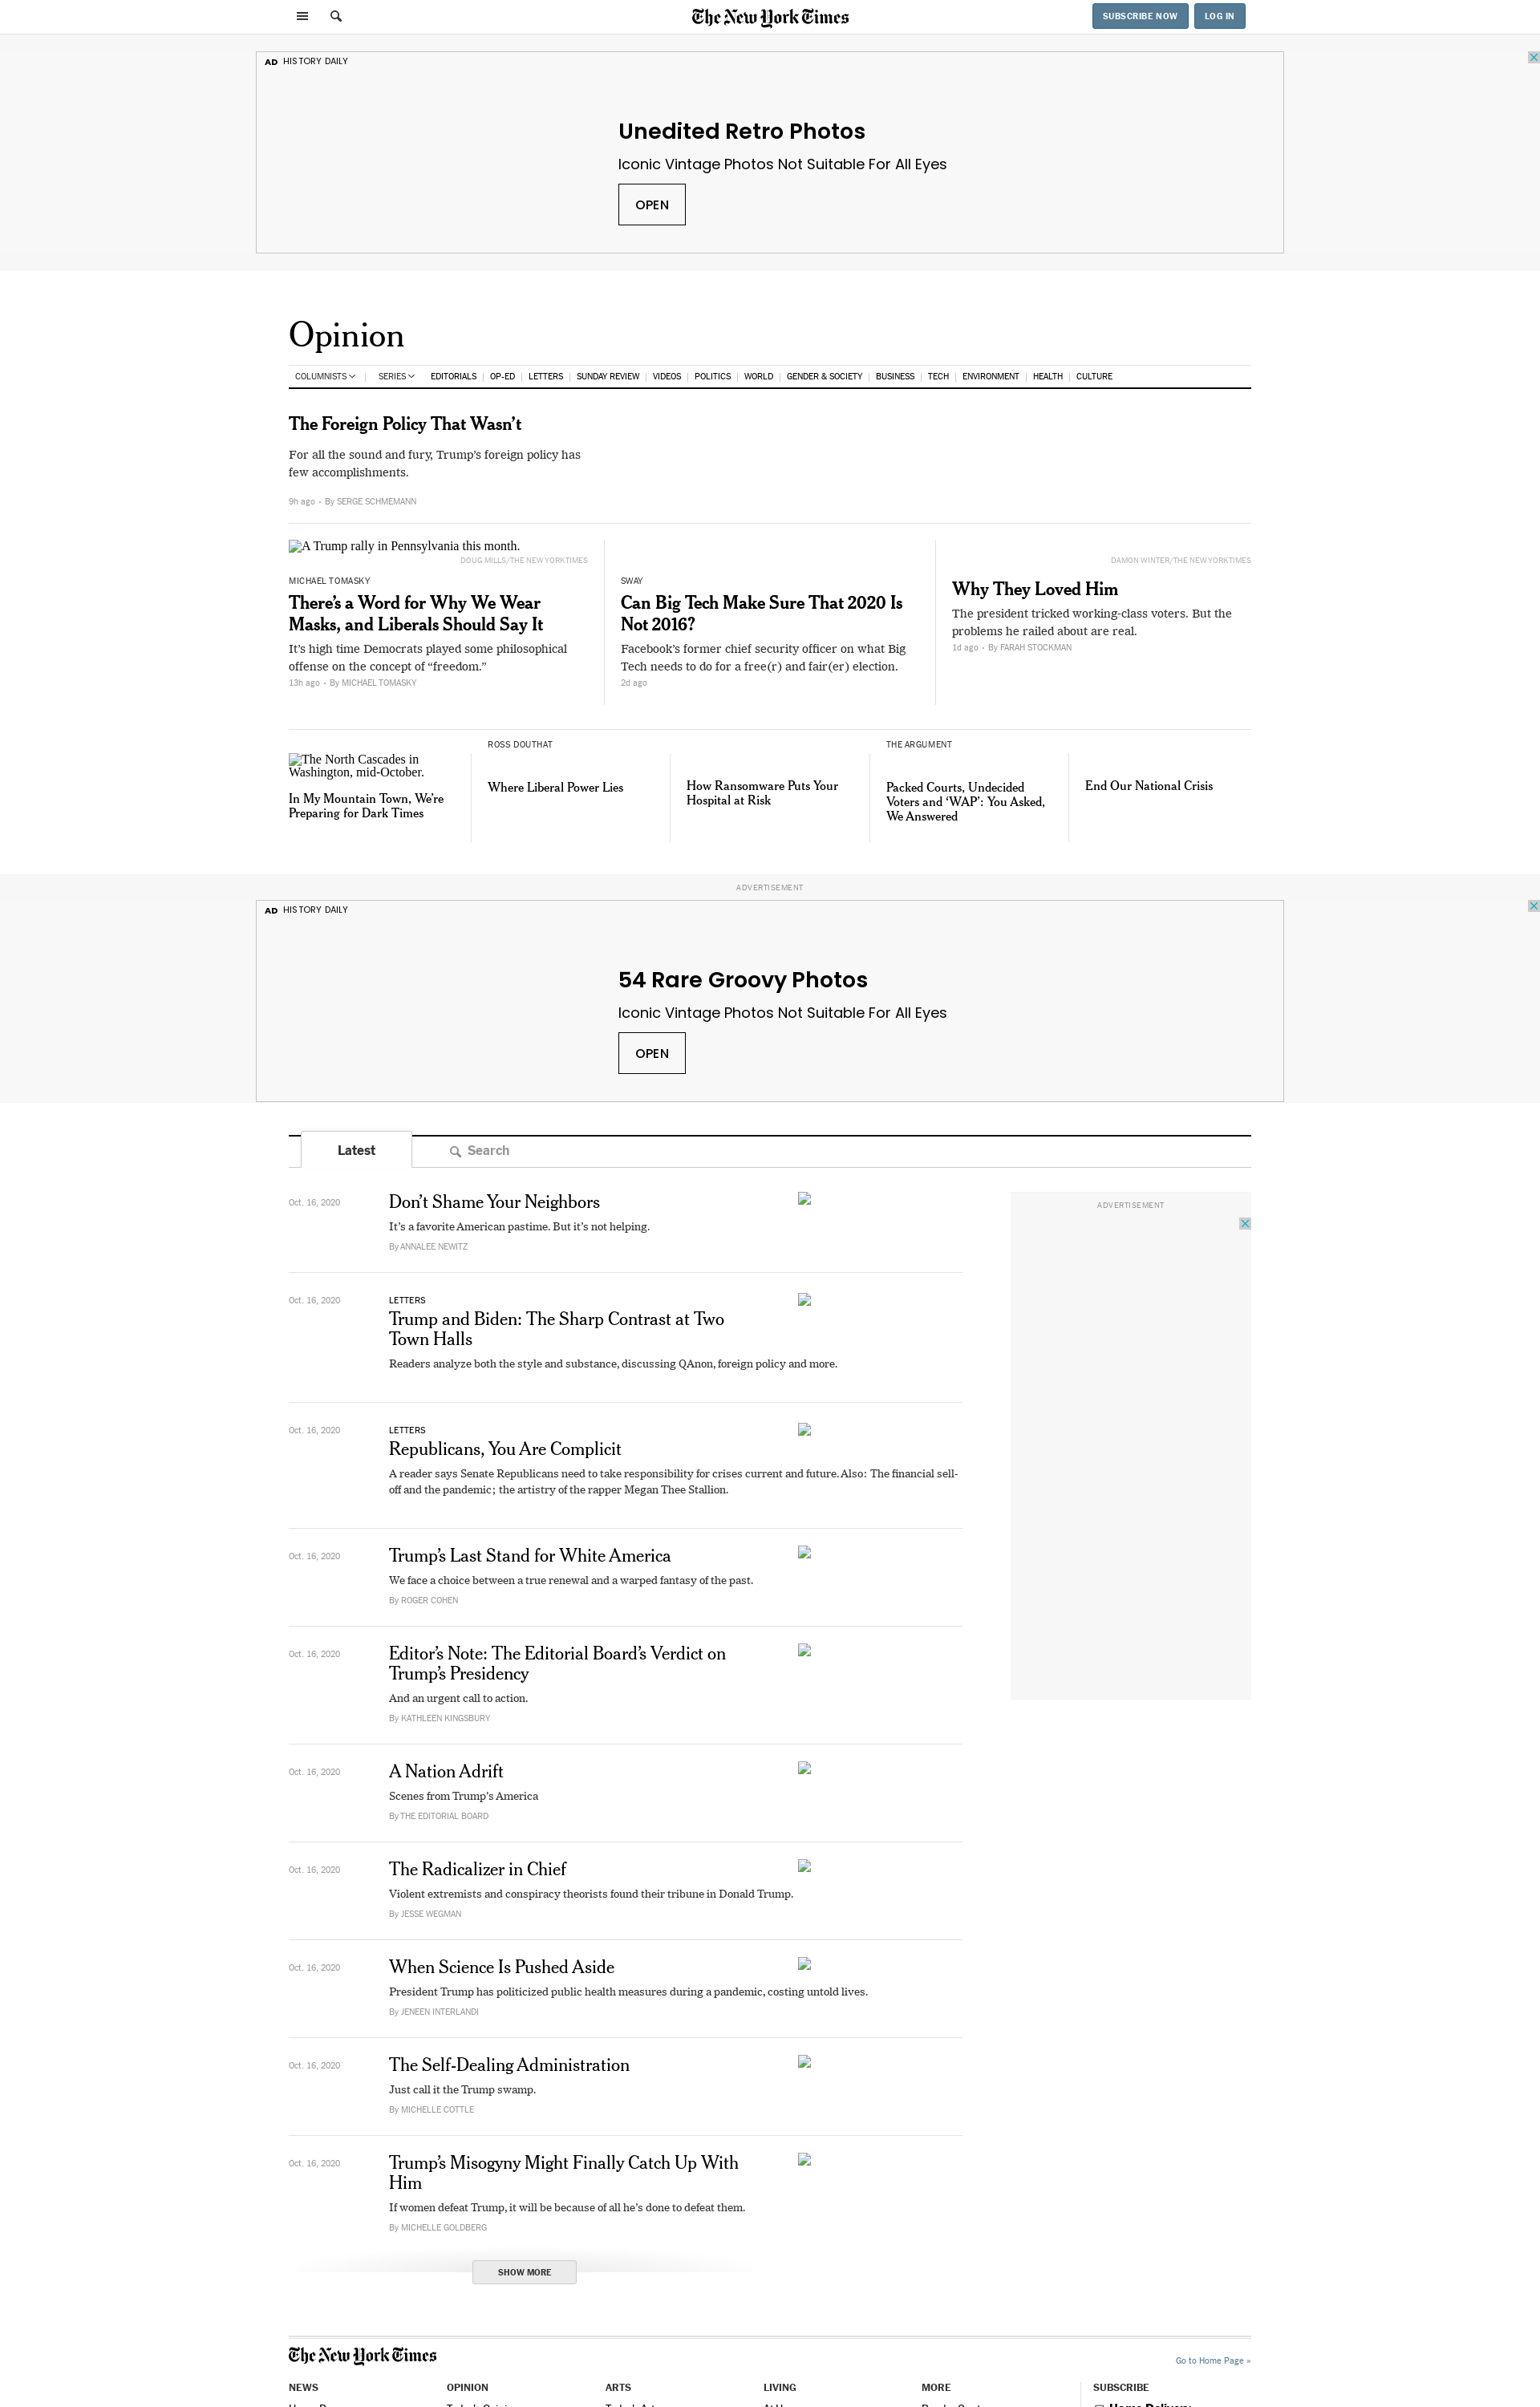 The New York Times
SUBSCRIBE NOW
LOG IN
AD HISTORY DAILY
Unedited Retro Photos
Iconic Vintage Photos Not Suitable For All Eyes
OPEN
Opinion
COLUMNISTS | SERIES EDITORIALS | OP-ED | LETTERS | SUNDAY REVIEW | VIDEOS | POLITICS | WORLD | GENDER & SOCIETY | BUSINESS | TECH | ENVIRONMENT | HEALTH | CULTURE
The Foreign Policy That Wasn’t
For all the sound and fury, Trump’s foreign policy has
few accomplishments.
9h ago • By SERGE SCHMEMANN
A Trump rally in Pennsylvania this month.
DOUG MILLS/THE NEW YORK TIMES
MICHAEL TOMASKY
There’s a Word for Why We Wear
Masks, and Liberals Should Say It
It’s high time Democrats played some philosophical
offense on the concept of “freedom.”
13h ago • By MICHAEL TOMASKY
SWAY
Can Big Tech Make Sure That 2020 Is
Not 2016?
Facebook’s former chief security officer on what Big
Tech needs to do for a free(r) and fair(er) election.
2d ago
DAMON WINTER/THE NEW YORK TIMES
Why They Loved Him
The president tricked working-class voters. But the
problems he railed about are real.
1d ago • By FARAH STOCKMAN
The North Cascades in
Washington, mid-October.
In My Mountain Town, We’re
Preparing for Dark Times
ROSS DOUTHAT
Where Liberal Power Lies
How Ransomware Puts Your
Hospital at Risk
THE ARGUMENT
Packed Courts, Undecided
Voters and ‘WAP’: You Asked,
We Answered
End Our National Crisis
ADVERTISEMENT
AD HISTORY DAILY
54 Rare Groovy Photos
Iconic Vintage Photos Not Suitable For All Eyes
OPEN
Latest
Search
ADVERTISEMENT
Oct. 16, 2020
Don’t Shame Your Neighbors
It’s a favorite American pastime. But it’s not helping.
By ANNALEE NEWITZ
Oct. 16, 2020
LETTERS
Trump and Biden: The Sharp Contrast at Two
Town Halls
Readers analyze both the style and substance, discussing QAnon, foreign policy and more.
Oct. 16, 2020
LETTERS
Republicans, You Are Complicit
A reader says Senate Republicans need to take responsibility for crises current and future. Also: The financial sell-
off and the pandemic; the artistry of the rapper Megan Thee Stallion.
Oct. 16, 2020
Trump’s Last Stand for White America
We face a choice between a true renewal and a warped fantasy of the past.
By ROGER COHEN
Oct. 16, 2020
Editor’s Note: The Editorial Board’s Verdict on
Trump’s Presidency
And an urgent call to action.
By KATHLEEN KINGSBURY
Oct. 16, 2020
A Nation Adrift
Scenes from Trump’s America
By THE EDITORIAL BOARD
Oct. 16, 2020
The Radicalizer in Chief
Violent extremists and conspiracy theorists found their tribune in Donald Trump.
By JESSE WEGMAN
Oct. 16, 2020
When Science Is Pushed Aside
President Trump has politicized public health measures during a pandemic, costing untold lives.
By JENEEN INTERLANDI
Oct. 16, 2020
The Self-Dealing Administration
Just call it the Trump swamp.
By MICHELLE COTTLE
Oct. 16, 2020
Trump’s Misogyny Might Finally Catch Up With
Him
If women defeat Trump, it will be because of all he’s done to defeat them.
By MICHELLE GOLDBERG
SHOW MORE
The New York Times
Go to Home Page »
NEWS
OPINION
ARTS
LIVING
MORE
SUBSCRIBE